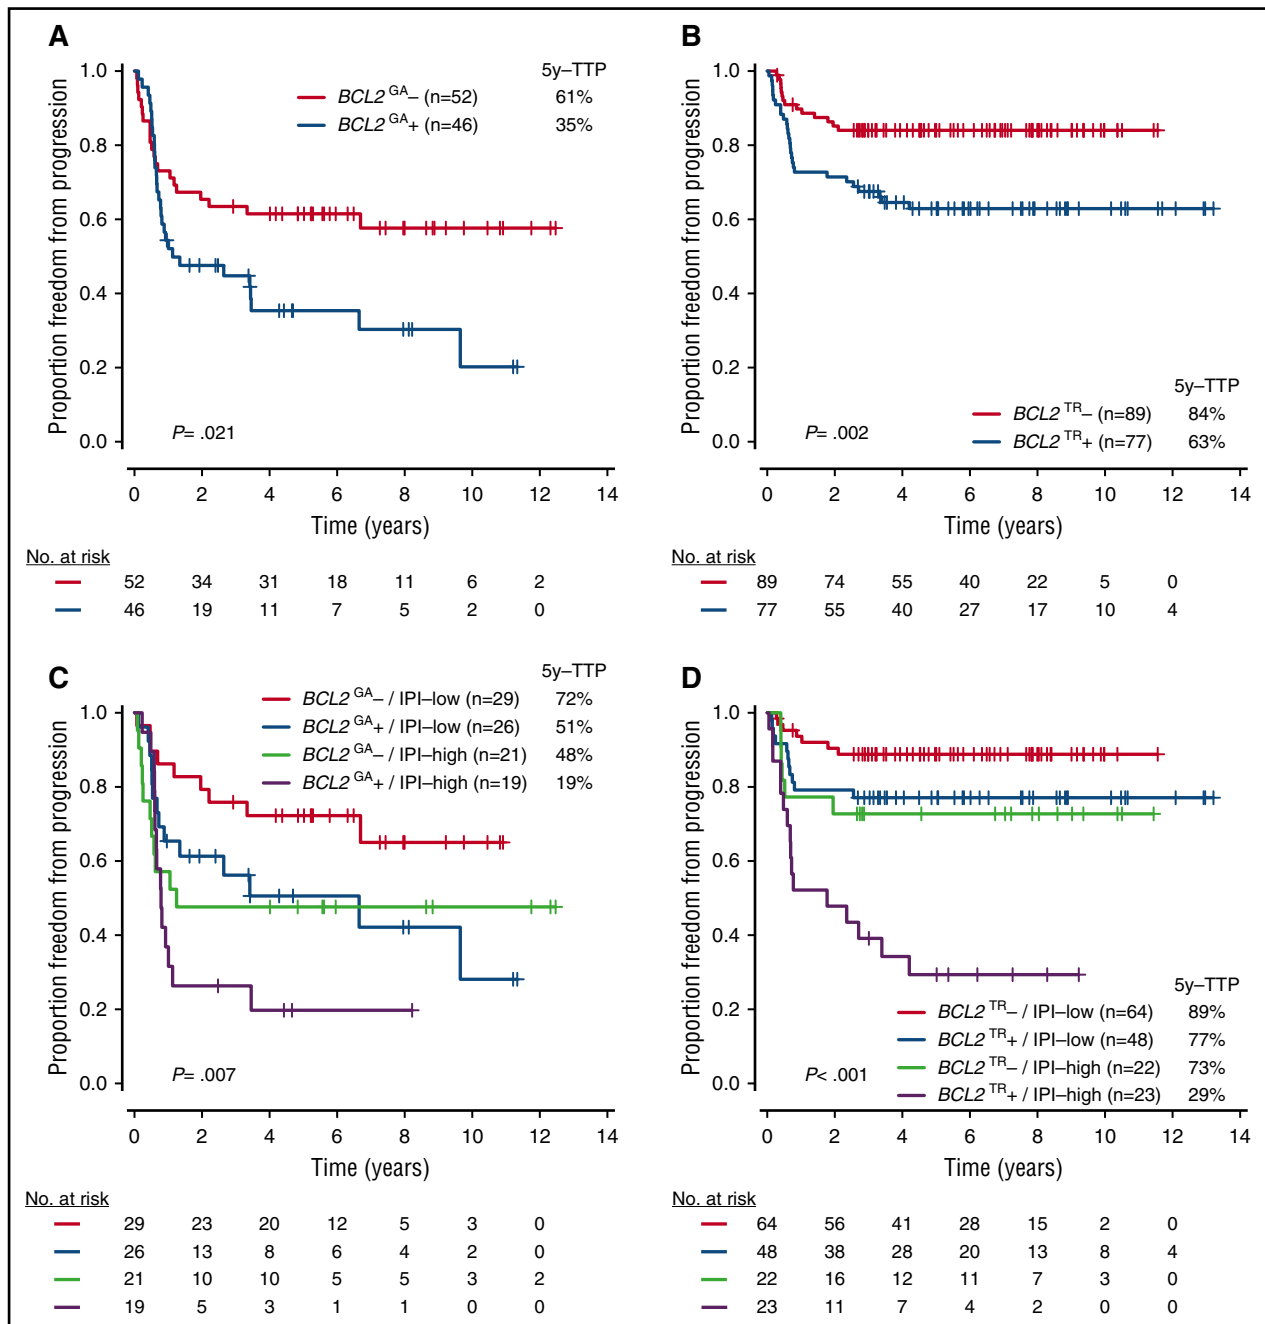 A
5y–TTP
BCL2 GA– (n=52) 61%
BCL2 GA+ (n=46) 35%
Proportion freedom from progression
1.0
0.8
0.6
0.4
0.2
0.0
P= .021
0 2 4 6 8 10 12 14
Time (years)
No. at risk
52 34 31 18 11 6 2
46 19 11 7 5 2 0
B
Proportion freedom from progression
1.0
0.8
0.6
0.4
0.2
0.0
5y–TTP
BCL2 TR– (n=89) 84%
BCL2 TR+ (n=77) 63%
P= .002
0 2 4 6 8 10 12 14
Time (years)
No. at risk
89 74 55 40 22 5 0
77 55 40 27 17 10 4
C
5y–TTP
BCL2 GA– / IPI–low (n=29) 72%
BCL2 GA+ / IPI–low (n=26) 51%
BCL2 GA– / IPI–high (n=21) 48%
BCL2 GA+ / IPI–high (n=19) 19%
Proportion freedom from progression
1.0
0.8
0.6
0.4
0.2
0.0
P= .007
0 2 4 6 8 10 12 14
Time (years)
No. at risk
29 23 20 12 5 3 0
26 13 8 6 4 2 0
21 10 10 5 5 3 2
19 5 3 1 1 0 0
D
Proportion freedom from progression
1.0
0.8
0.6
0.4
0.2
0.0
5y–TTP
BCL2 TR– / IPI–low (n=64) 89%
BCL2 TR+ / IPI–low (n=48) 77%
BCL2 TR– / IPI–high (n=22) 73%
BCL2 TR+ / IPI–high (n=23) 29%
P< .001
0 2 4 6 8 10 12 14
Time (years)
No. at risk
64 56 41 28 15 2 0
48 38 28 20 13 8 4
22 16 12 11 7 3 0
23 11 7 4 2 0 0